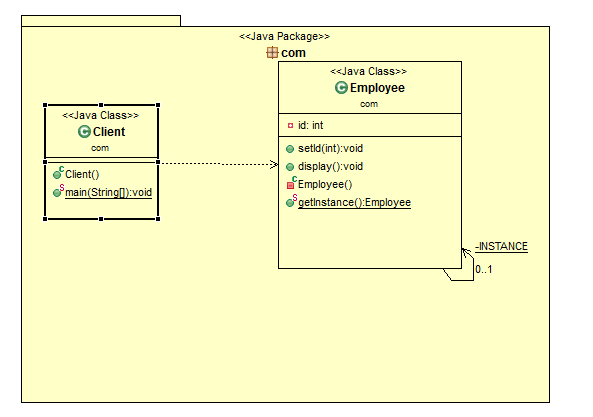 <<Java Package>>
com
<<Java Class>>
Client
com
Client()
main(String[]):void
<<Java Class>>
Employee
com
id: int
setId(int):void
display():void
Employee()
getInstance():Employee
-INSTANCE
0..1